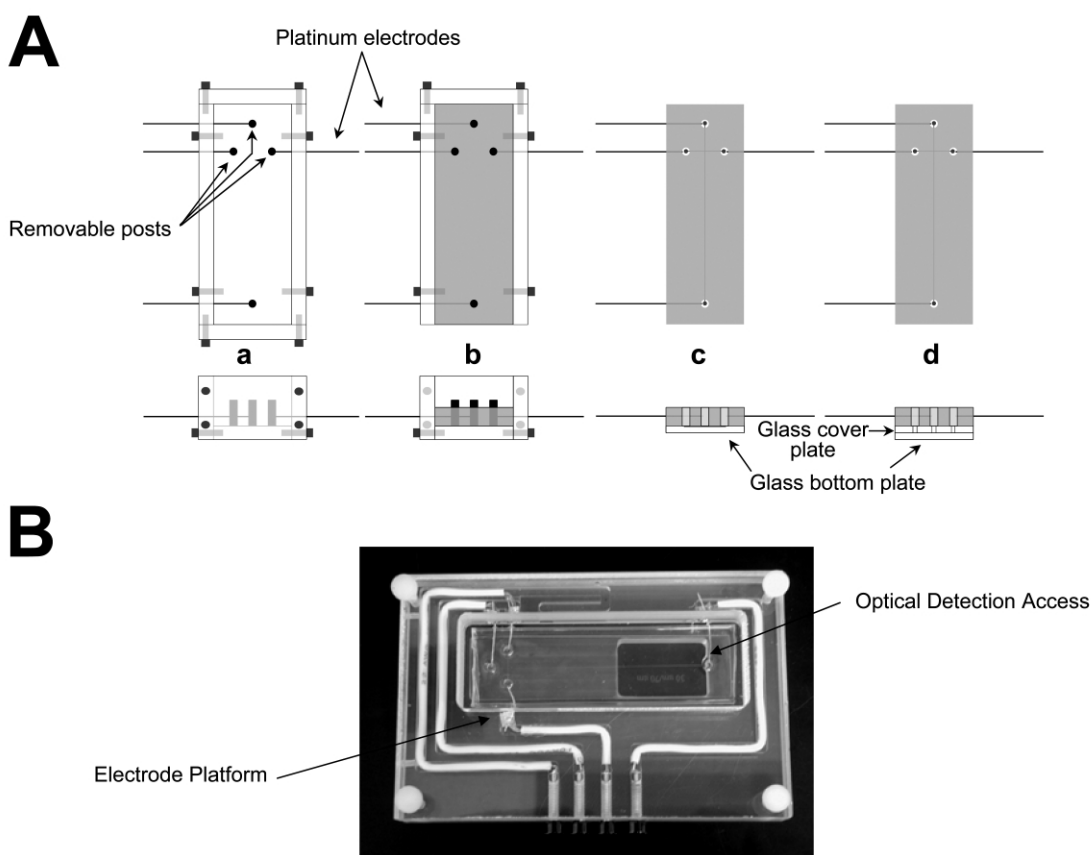 A
Platinum electrodes
Removable posts
a
b
c
d
Glass cover
plate
Glass bottom plate
B
Optical Detection Access
Electrode Platform